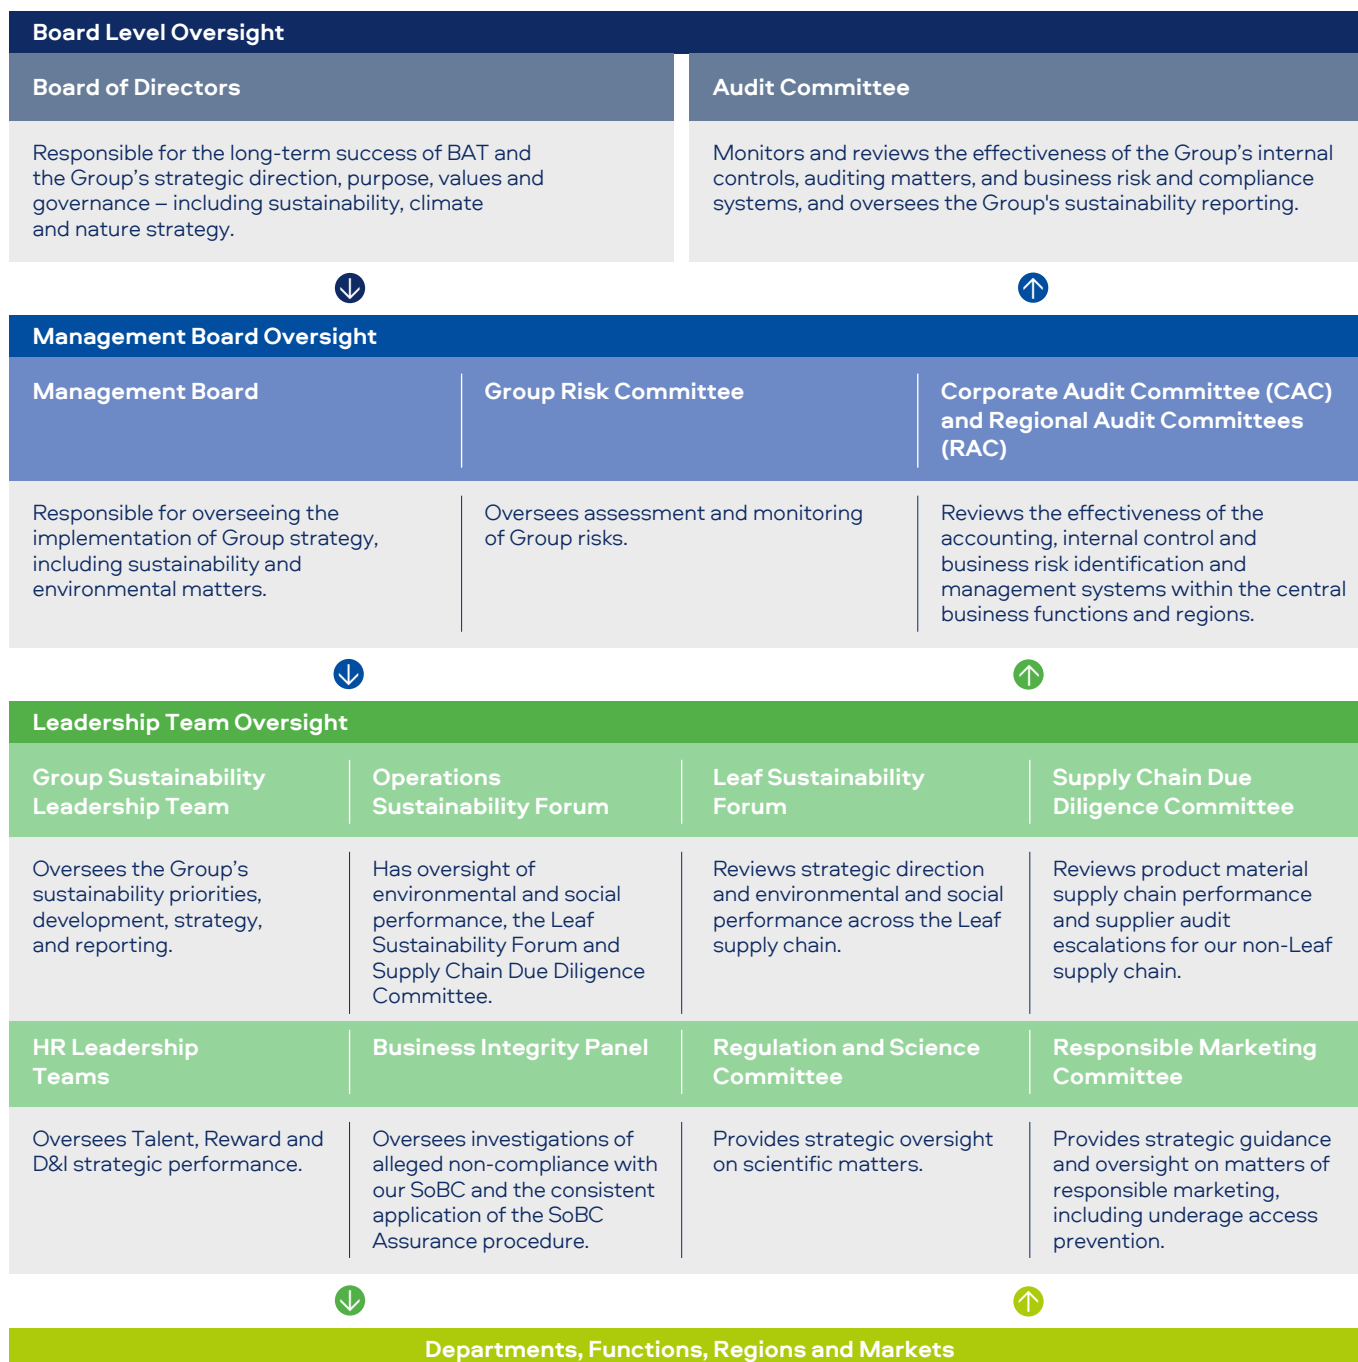 Board Level Oversight
Board of Directors
Responsible for the long-term success of BAT and
the Group’s strategic direction, purpose, values and
governance – including sustainability, climate
and nature strategy.
Audit Committee
Monitors and reviews the effectiveness of the Group’s internal
controls, auditing matters, and business risk and compliance
systems, and oversees the Group's sustainability reporting.
Management Board Oversight
Management Board
Responsible for overseeing the
implementation of Group strategy,
including sustainability and
environmental matters.
Group Risk Committee
Oversees assessment and monitoring
of Group risks.
Corporate Audit Committee (CAC)
and Regional Audit Committees
(RAC)
Reviews the effectiveness of the
accounting, internal control and
business risk identification and
management systems within the central
business functions and regions.
Leadership Team Oversight
Group Sustainability
Leadership Team
Oversees the Group’s
sustainability priorities,
development, strategy,
and reporting.
Operations
Sustainability Forum
Has oversight of
environmental and social
performance, the Leaf
Sustainability Forum and
Supply Chain Due Diligence
Committee.
Leaf Sustainability
Forum
Reviews strategic direction
and environmental and social
performance across the Leaf
supply chain.
Supply Chain Due
Diligence Committee
Reviews product material
supply chain performance
and supplier audit
escalations for our non-Leaf
supply chain.
HR Leadership
Teams
Oversees Talent, Reward and
D&I strategic performance.
Business Integrity Panel
Oversees investigations of
alleged non-compliance with
our SoBC and the consistent
application of the SoBC
Assurance procedure.
Regulation and Science
Committee
Provides strategic oversight
on scientific matters.
Responsible Marketing
Committee
Provides strategic guidance
and oversight on matters of
responsible marketing,
including underage access
prevention.
Departments, Functions, Regions and Markets